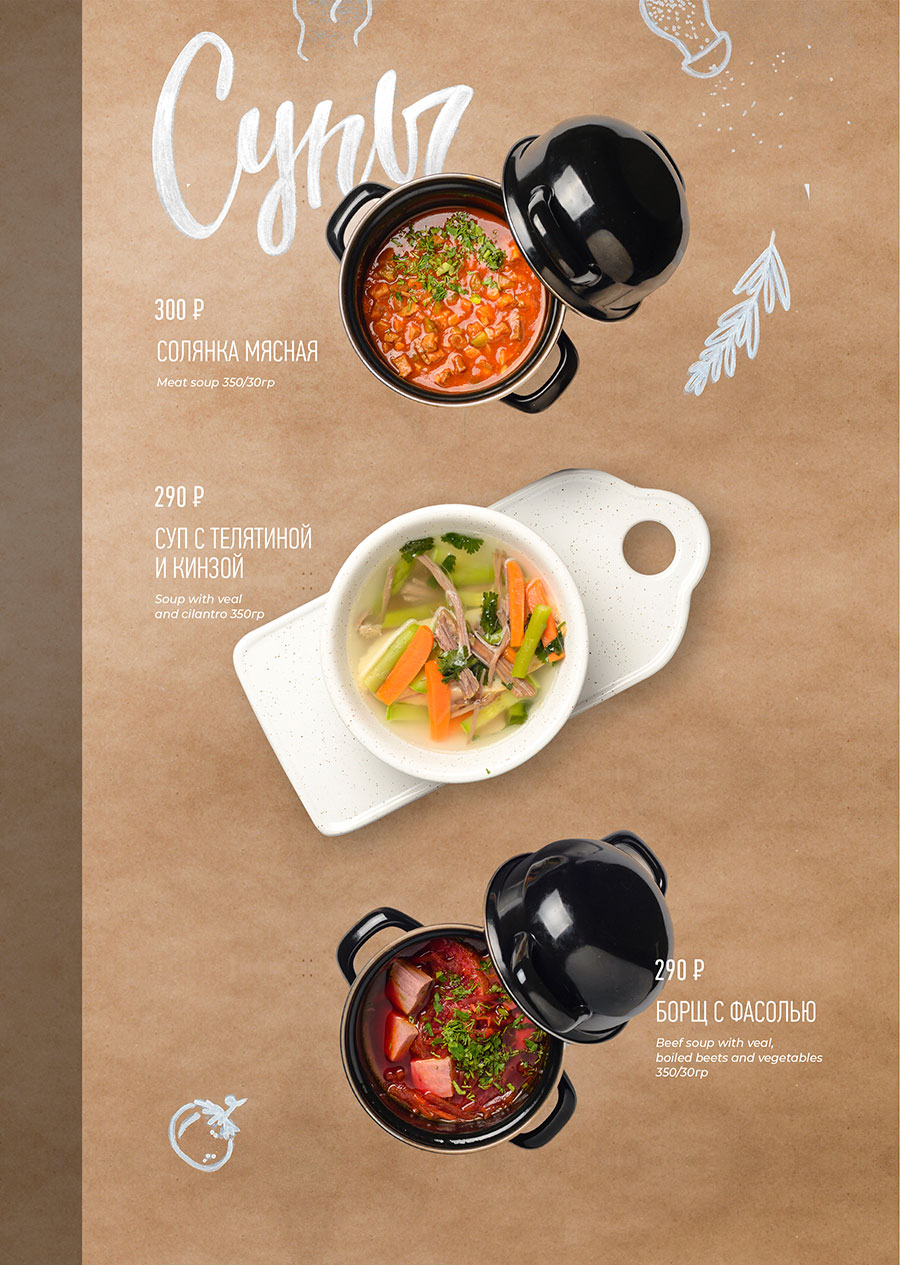 Супы
300 ₽
СОЛЯНКА МЯСНАЯ
Meat soup 350/30гр
290 ₽
СУП С ТЕЛЯТИНОЙ
И КИНЗОЙ
Soup with veal
and cilantro 350гр
290 ₽
БОРЩ С ФАСОЛЬЮ
Beef soup with veal,
boiled beets and vegetables
350/30гр